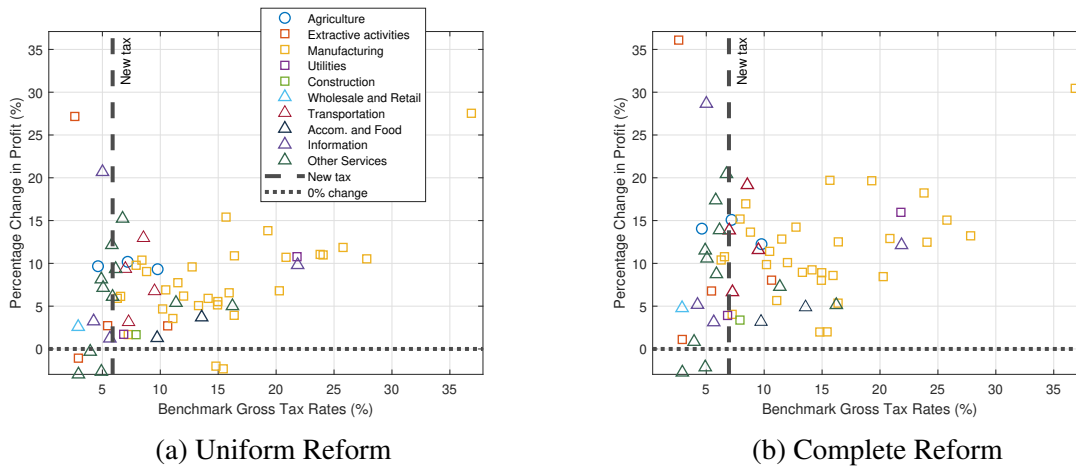 Percentage Change in Profit (%)
35
30
25
20
15
10
5
0
New tax
Agriculture
Extractive activities
Manufacturing
Utilities
Construction
Wholesale and Retail
Transportation
Accom. and Food
Information
Other Services
New tax
0% change
5 10 15 20 25 30 35
Benchmark Gross Tax Rates (%)
(a) Uniform Reform
Percentage Change in Profit (%)
35
30
25
20
15
10
5
0
New tax
5 10 15 20 25 30 35
Benchmark Gross Tax Rates (%)
(b) Complete Reform